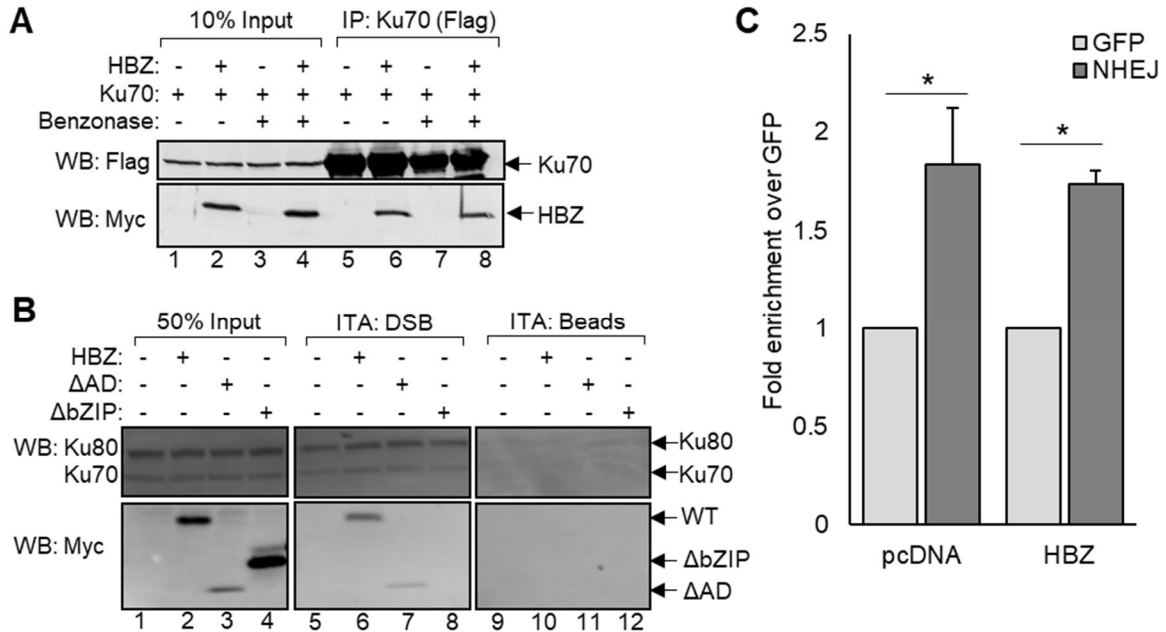 A
10% Input IP: Ku70 (Flag)
HBZ: - + - + - + - +
Ku70: + + + + + + + +
Benzonase: - - + + - - + +
WB: Flag Ku70
WB: Myc HBZ
1 2 3 4 5 6 7 8
B
50% Input ITA: DSB ITA: Beads
HBZ: - + - - - + - - - + - -
ΔAD: - - + - - - + - - - + -
ΔbZIP: - - - + - - - + - - - +
WB: Ku80 Ku80
Ku70 Ku70
WT
WB: Myc ΔbZIP
ΔAD
1 2 3 4 5 6 7 8 9 10 11 12
C
Fold enrichment over GFP
2.5
2
1.5
1
0.5
0
GFP
NHEJ
* *
pcDNA HBZ